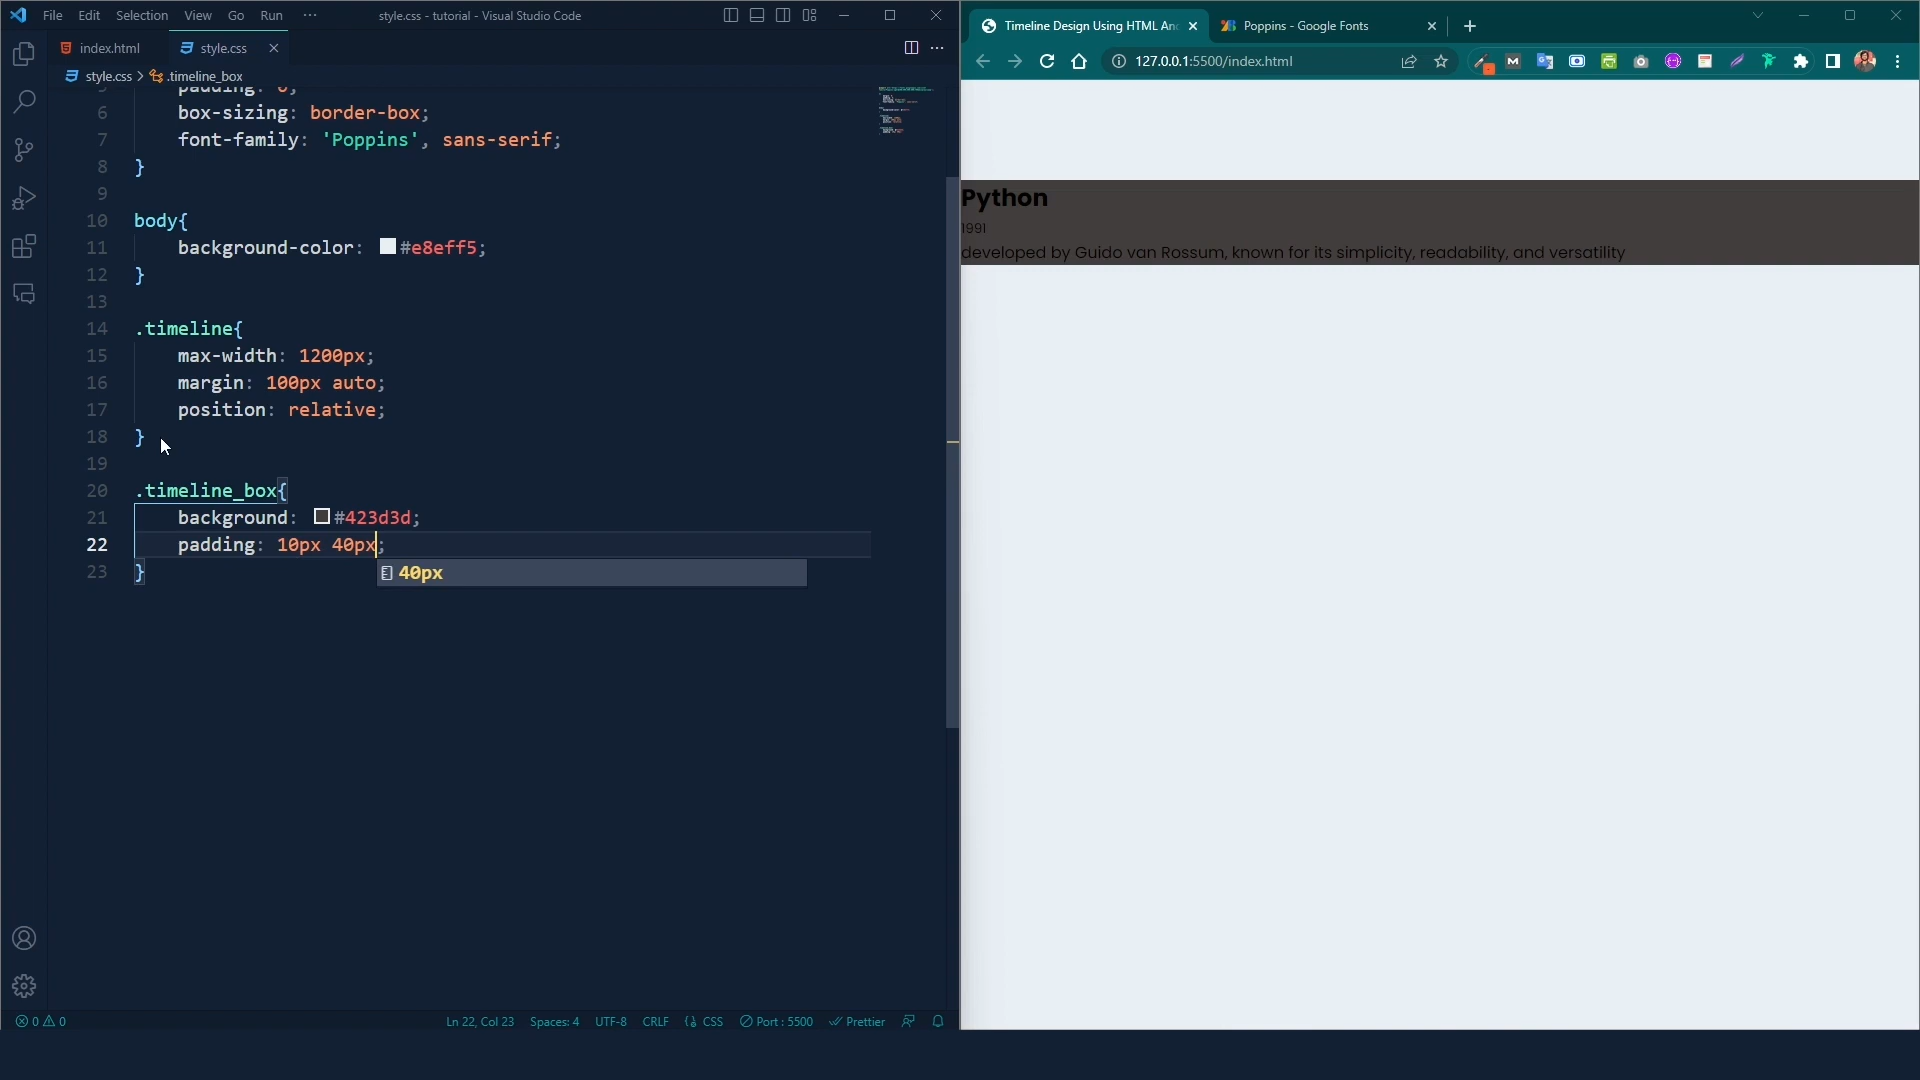 File Edit Selection View Go Run ··· style.css - tutorial - Visual Studio Code
index.html style.css
style.css > .timeline_box
5 padding: 0;
6 box-sizing: border-box;
7 font-family: 'Poppins', sans-serif;
8 }
9
10 body{
11 background-color: #e8eff5;
12 }
13
14 .timeline{
15 max-width: 1200px;
16 margin: 100px auto;
17 position: relative;
18 }
19
20 .timeline_box{
21 background: #423d3d;
22 padding: 10px 40px;
23 }
40px
0 0 Ln 22, Col 23 Spaces: 4 UTF-8 CRLF {} CSS Port : 5500 Prettier
Timeline Design Using HTML An Poppins - Google Fonts
127.0.0.1:5500/index.html
Python
1991
developed by Guido van Rossum, known for its simplicity, readability, and versatility